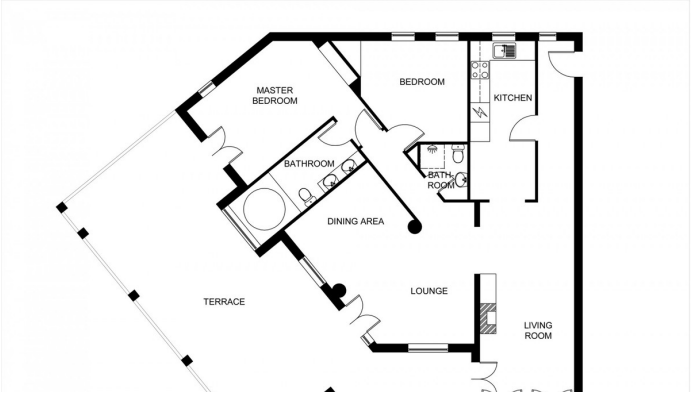 BEDROOM
MASTER
BEDROOM
KITCHEN
BATHROOM
BATH-
ROOM
DINING AREA
LOUNGE
TERRACE
LIVING
ROOM